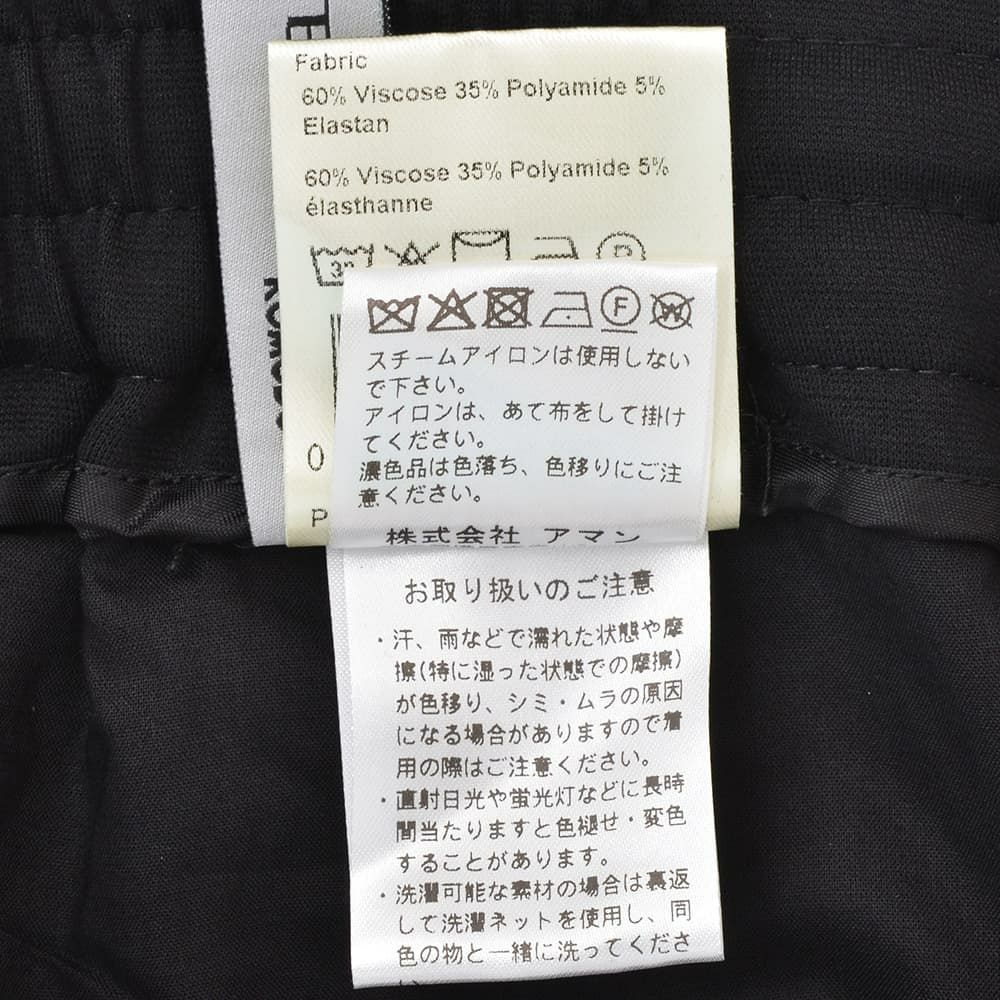 Fabric
60% Viscose 35% Polyamide 5%
Elastan
60% Viscose 35% Polyamide 5%
élasthanne
30
P
F
W
スチームアイロンは使用しない
で下さい。
アイロンは、あて布をして掛け
てください。
濃色品は色落ち、色移りにご注
意ください。
0
P
株式会社 アマン
お取り扱いのご注意
・汗、雨などで濡れた状態や摩
擦(特に湿った状態での摩擦)
が色移り、シミ・ムラの原因
になる場合がありますので着
用の際はご注意ください。
・直射日光や蛍光灯などに長時
間当たりますと色褪せ・変色
することがあります。
・洗濯可能な素材の場合は裏返
して洗濯ネットを使用し、同
色の物と一緒に洗ってくださ